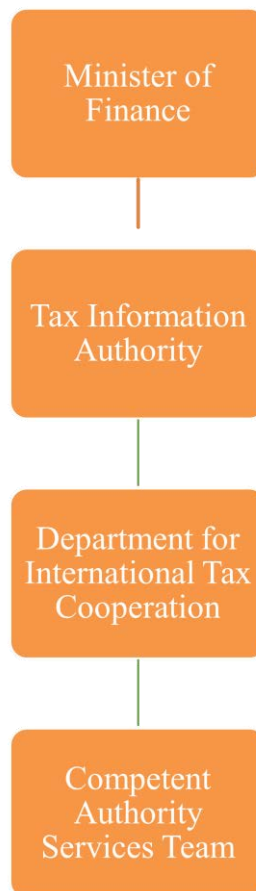 Minister of
Finance
Tax Information
Authority
Department for
International Tax
Cooperation
Competent
Authority
Services Team